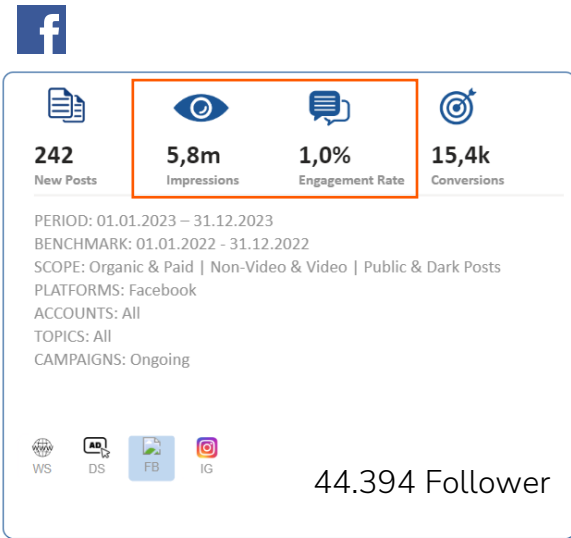 f
242 5,8m 1,0% 15,4k
New Posts Impressions Engagement Rate Conversions
PERIOD: 01.01.2023 – 31.12.2023
BENCHMARK: 01.01.2022 - 31.12.2022
SCOPE: Organic & Paid | Non-Video & Video | Public & Dark Posts
PLATFORMS: Facebook
ACCOUNTS: All
TOPICS: All
CAMPAIGNS: Ongoing
www AD
WS DS FB IG
44.394 Follower